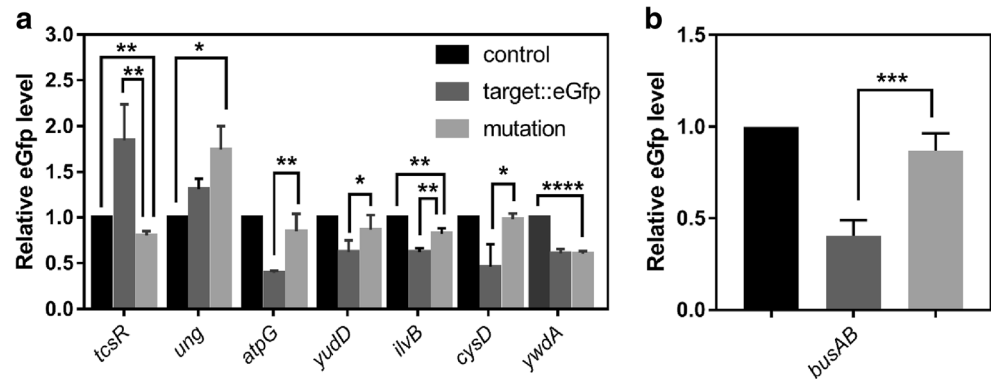 a
3.0
2.5
2.0
1.5
1.0
0.5
0.0
Relative eGfp level
control
target::eGfp
mutation
**
**
*
**
*
**
**
*
****
tcsR
ung
atpG
yudD
ilvB
cysD
ywdA
b
1.5
1.0
0.5
0.0
Relative eGfp level
***
busAB